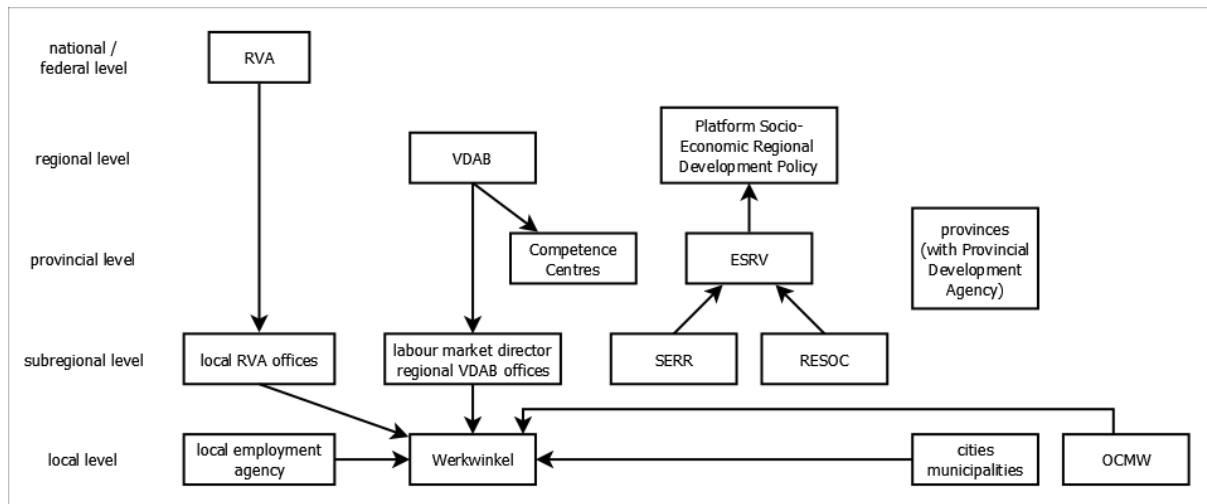 national /
federal level
RVA
regional level
VDAB
Platform Socio-
Economic Regional
Development Policy
provincial level
Competence
Centres
ESRV
provinces
(with Provincial
Development
Agency)
subregional level
local RVA offices
labour market director
regional VDAB offices
SERR
RESOC
local level
local employment
agency
Werkwinkel
cities
municipalities
OCMW